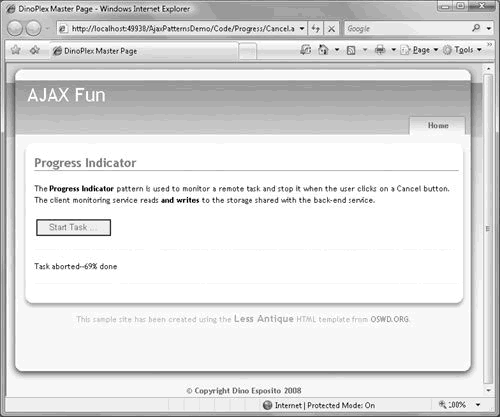 DinoPlex Master Page - Windows Internet Explorer
http://localhost:49938/AjaxPatternsDemo/Code/Progress/Cancel.a
Google
DinoPlex Master Page
Page
Tools
AJAX Fun
Home
Progress Indicator
The Progress Indicator pattern is used to monitor a remote task and stop it when the user clicks on a Cancel button.
The client monitoring service reads and writes to the storage shared with the back-end service.
Start Task ...
Task aborted--69% done
This sample site has been created using the Less Antique HTML template from OSWD.ORG.
© Copyright Dino Esposito 2008
Internet | Protected Mode: On
100%